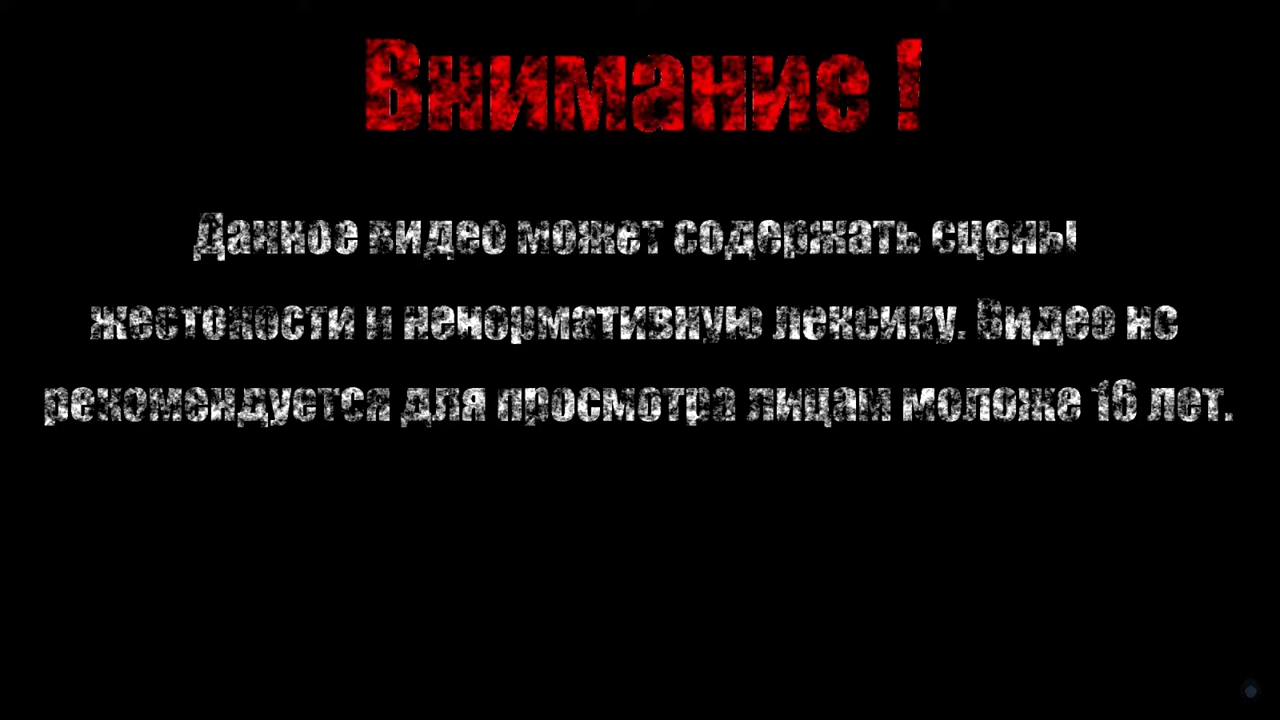 Внимание !
Данное видео может содержать сцены
жестокости и ненормативную лексику. Видео не
рекомендуется для просмотра лицам моложе 16 лет.